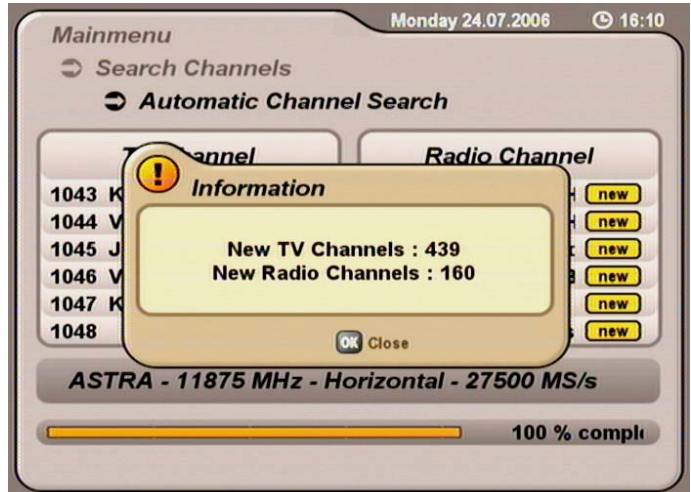 Monday 24.07.2006 16:10
Mainmenu
Search Channels
Automatic Channel Search
Radio Channel
Information
1043 K new
1044 V new
1045 J new
1046 V new
1047 K new
1048 new
New TV Channels : 439
New Radio Channels : 160
OK Close
ASTRA - 11875 MHz - Horizontal - 27500 MS/s
100 % comple